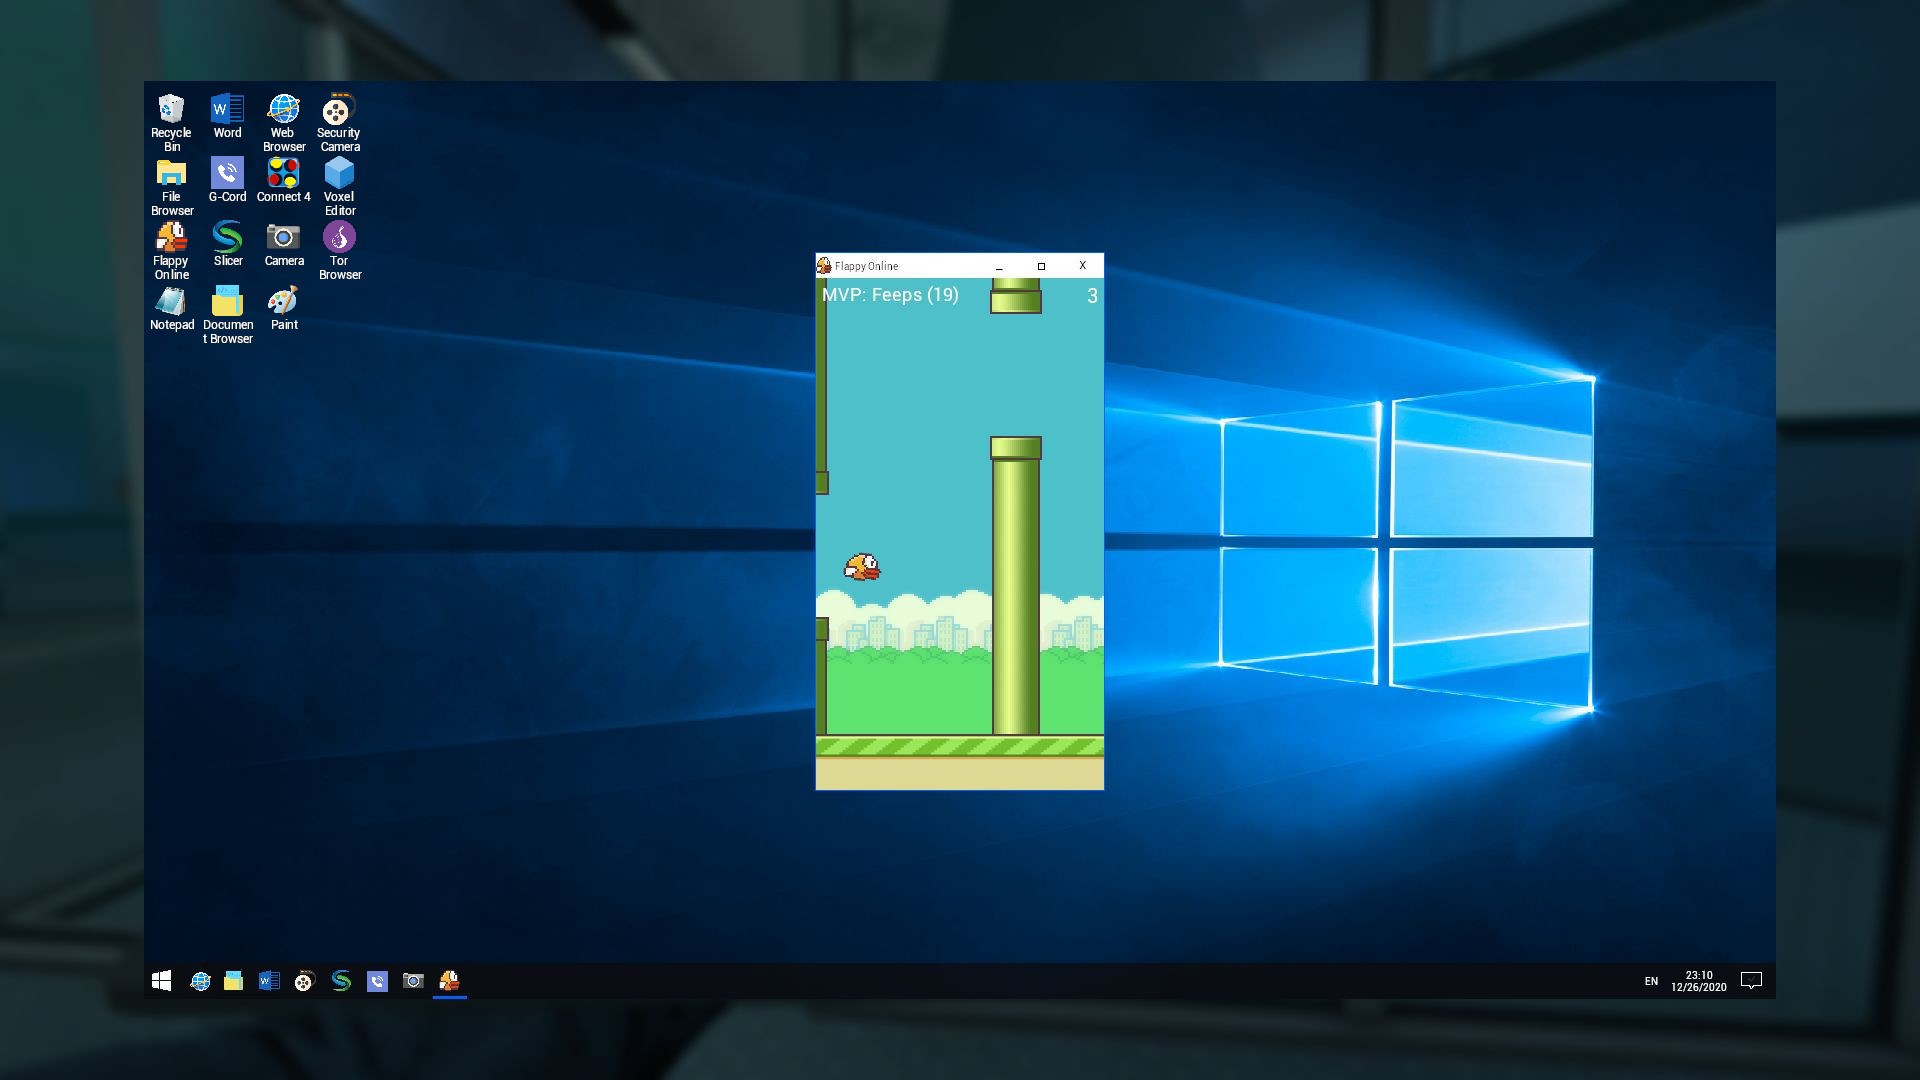 Recycle Bin
Word
Web Browser
Security Camera
File Browser
G-Cord
Connect 4
Voxel Editor
Flappy Online
Slicer
Camera
Tor Browser
Notepad
Documen
t Browser
Paint
Flappy Online
X
MVP: Feeps (19)
3
EN
23:10
12/26/2020